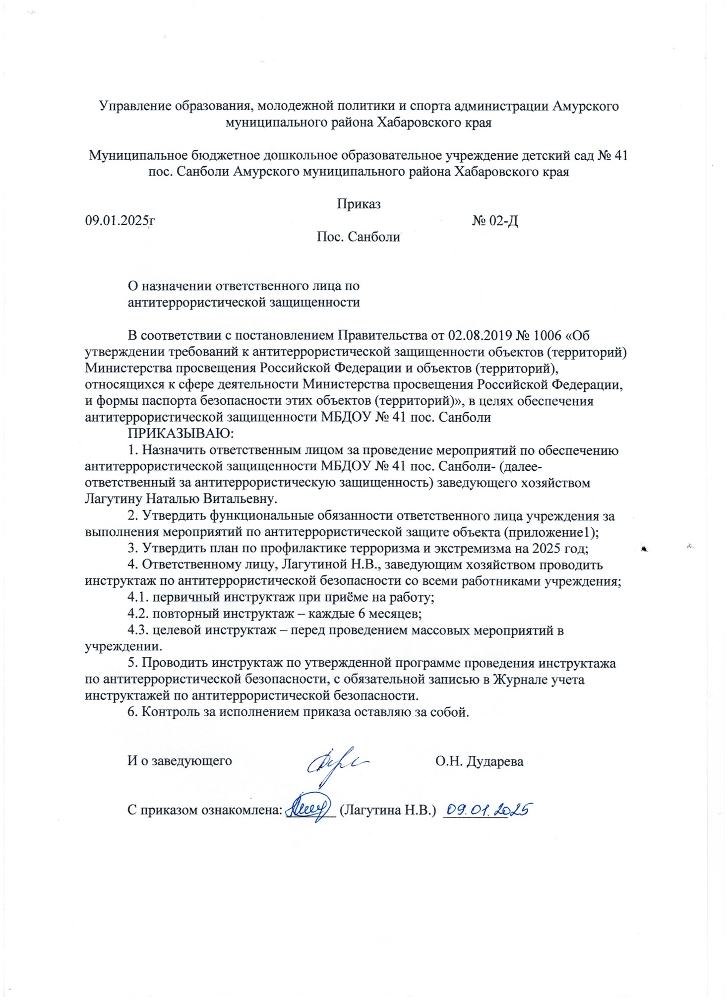 Управление образования, молодежной политики и спорта администрации Амурского
муниципального района Хабаровского края
Муниципальное бюджетное дошкольное образовательное учреждение детский сад № 41
пос. Санболи Амурского муниципального района Хабаровского края
Приказ
09.01.2025г № 02-Д
Пос. Санболи
О назначении ответственного лица по
антитеррористической защищенности
В соответствии с постановлением Правительства от 02.08.2019 № 1006 «Об
утверждении требований к антитеррористической защищенности объектов (территорий)
Министерства просвещения Российской Федерации и объектов (территорий),
относящихся к сфере деятельности Министерства просвещения Российской Федерации,
и формы паспорта безопасности этих объектов (территорий)», в целях обеспечения
антитеррористической защищенности МБДОУ № 41 пос. Санболи
ПРИКАЗЫВАЮ:
1. Назначить ответственным лицом за проведение мероприятий по обеспечению
антитеррористической защищенности МБДОУ № 41 пос. Санболи- (далее-
ответственный за антитеррористическую защищенность) заведующего хозяйством
Лагутину Наталью Витальевну.
2. Утвердить функциональные обязанности ответственного лица учреждения за
выполнения мероприятий по антитеррористической защите объекта (приложение1);
3. Утвердить план по профилактике терроризма и экстремизма на 2025 год;
4. Ответственному лицу, Лагутиной Н.В., заведующим хозяйством проводить
инструктаж по антитеррористической безопасности со всеми работниками учреждения;
4.1. первичный инструктаж при приёме на работу;
4.2. повторный инструктаж – каждые 6 месяцев;
4.3. целевой инструктаж – перед проведением массовых мероприятий в
учреждении.
5. Проводить инструктаж по утвержденной программе проведения инструктажа
по антитеррористической безопасности, с обязательной записью в Журнале учета
инструктажей по антитеррористической безопасности.
6. Контроль за исполнением приказа оставляю за собой.
И о заведующего О.Н. Дударева
С приказом ознакомлена: (Лагутина Н.В.) 09.01.2025